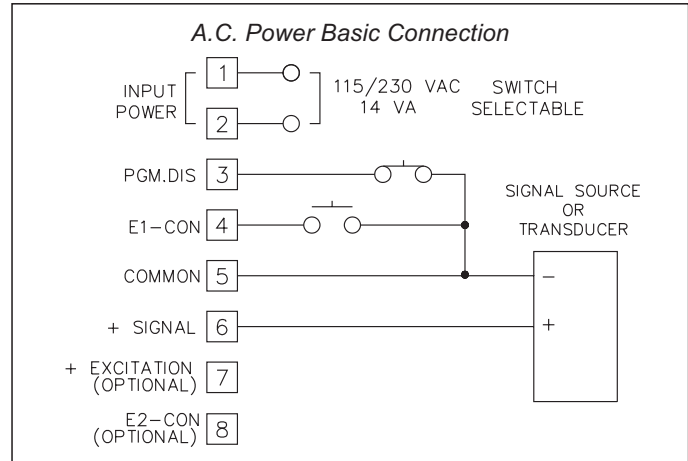 A.C. Power Basic Connection
INPUT
POWER
1
2
115/230 VAC
14 VA
SWITCH
SELECTABLE
PGM.DIS 3
E1-CON 4
COMMON 5
+ SIGNAL 6
+ EXCITATION
(OPTIONAL) 7
E2-CON
(OPTIONAL) 8
SIGNAL SOURCE
OR
TRANSDUCER
−
+